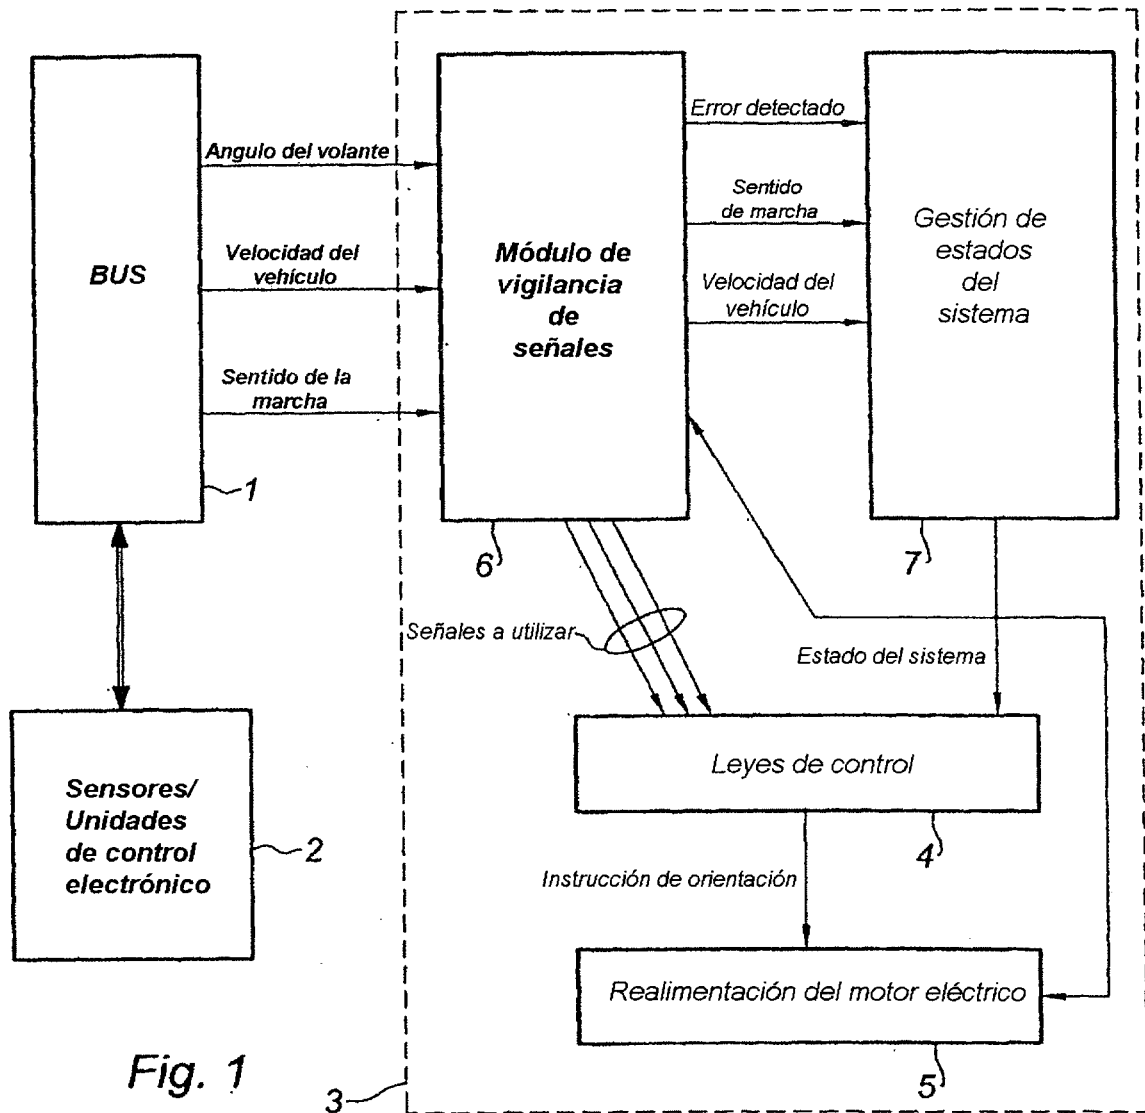 BUS
1
Angulo del volante
Velocidad del
vehículo
Sentido de la
marcha
Módulo de
vigilancia
de
señales
6
Error detectado
Sentido
de marcha
Velocidad del
vehículo
Gestión de
estados
del
sistema
7
Señales a utilizar
Estado del sistema
Sensores/
Unidades
de control
electrónico
2
Leyes de control
4
Instrucción de orientación
Realimentación del motor eléctrico
5
Fig. 1
3